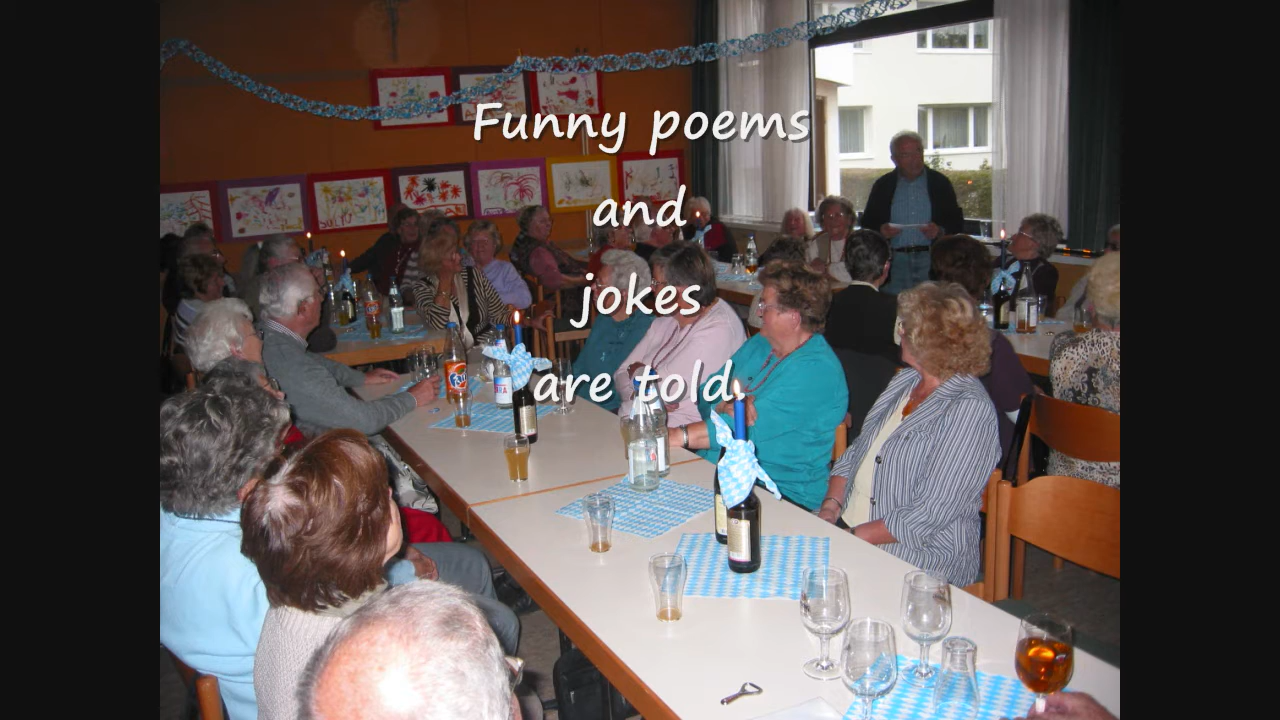 Funny poems
and
jokes
are told.